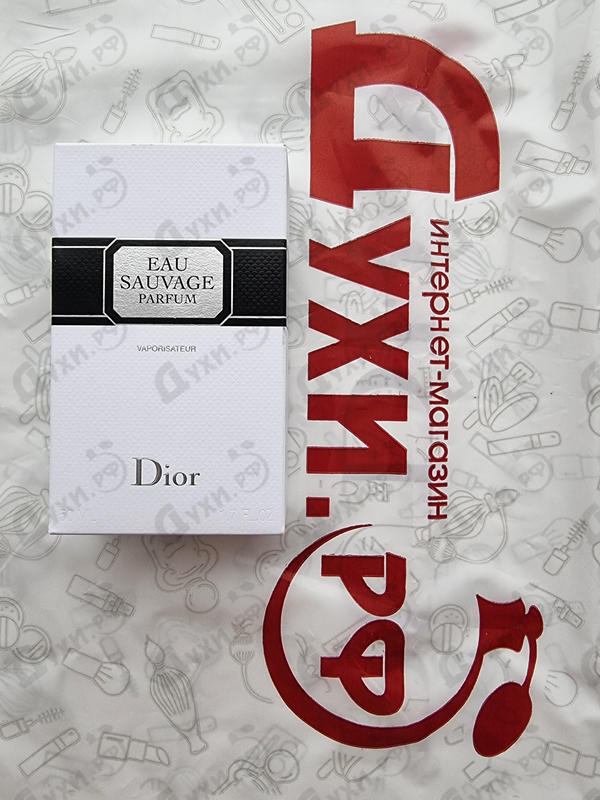 EAU
SAUVAGE
PARFUM
VAPORISATEUR
Dior
ДУХИ.РФ
интернет-магазин